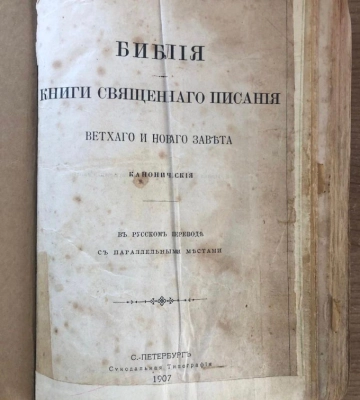 БИБЛІЯ
КНИГИ СВЯЩЕННАГО ПИСАНІЯ
ВЕТХАГО И НОВАГО ЗАВѢТА
КАНОНИЧЕСКІЯ
ВЪ РУССКОМЪ ПЕРЕВОДѢ
СЪ ПАРАЛЛЕЛЬНЫМИ МѢСТАМИ
С.-ПЕТЕРБУРГЪ
Синодальная Типографія
1907